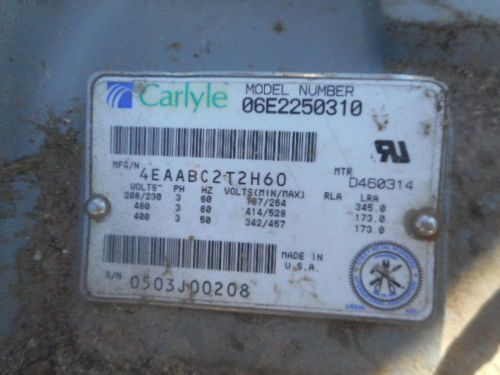 Carlyle MODEL NUMBER
06E2250310
MFG/N 4EAABC2T2H60 MTR D460314
VOLTS~ PH HZ VOLTS(MIN/MAX) RLA LRA
208/230 3 60 187/264 345.0
460 3 60 414/528 173.0
400 3 50 342/457 173.0
MADE IN
U.S.A.
S/N 0503J00208
LOCAL